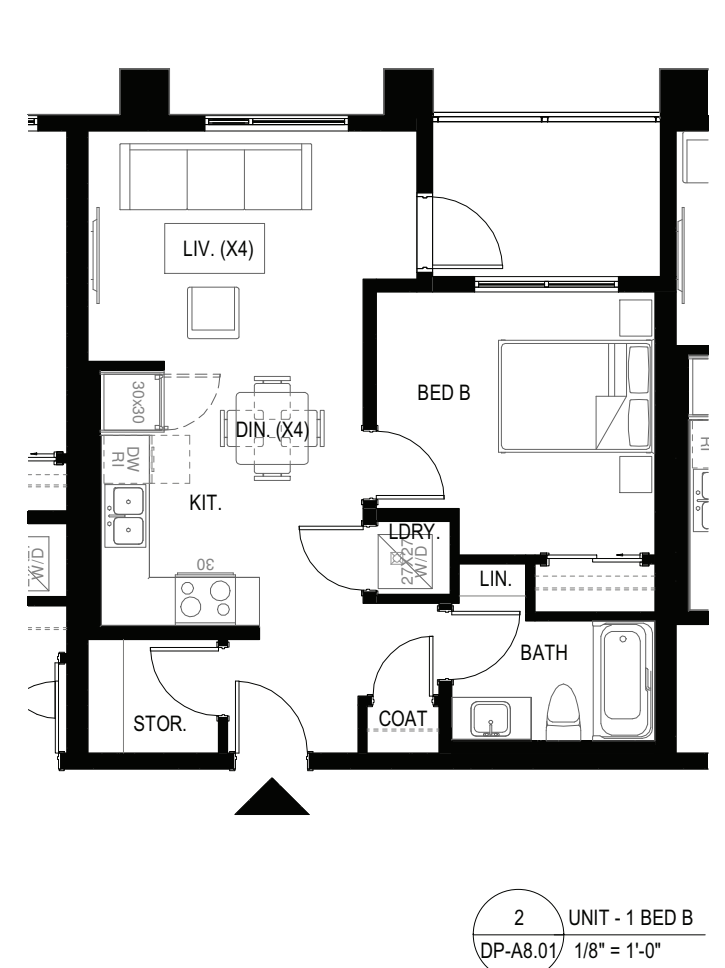 LIV. (X4)
BED B
30x30
DIN. (X4)
DW
RI
KIT.
LDRY.
27X27
W/D
W/D
30
LIN.
BATH
STOR.
COAT
2
UNIT - 1 BED B
DP-A8.01
1/8" = 1'-0"